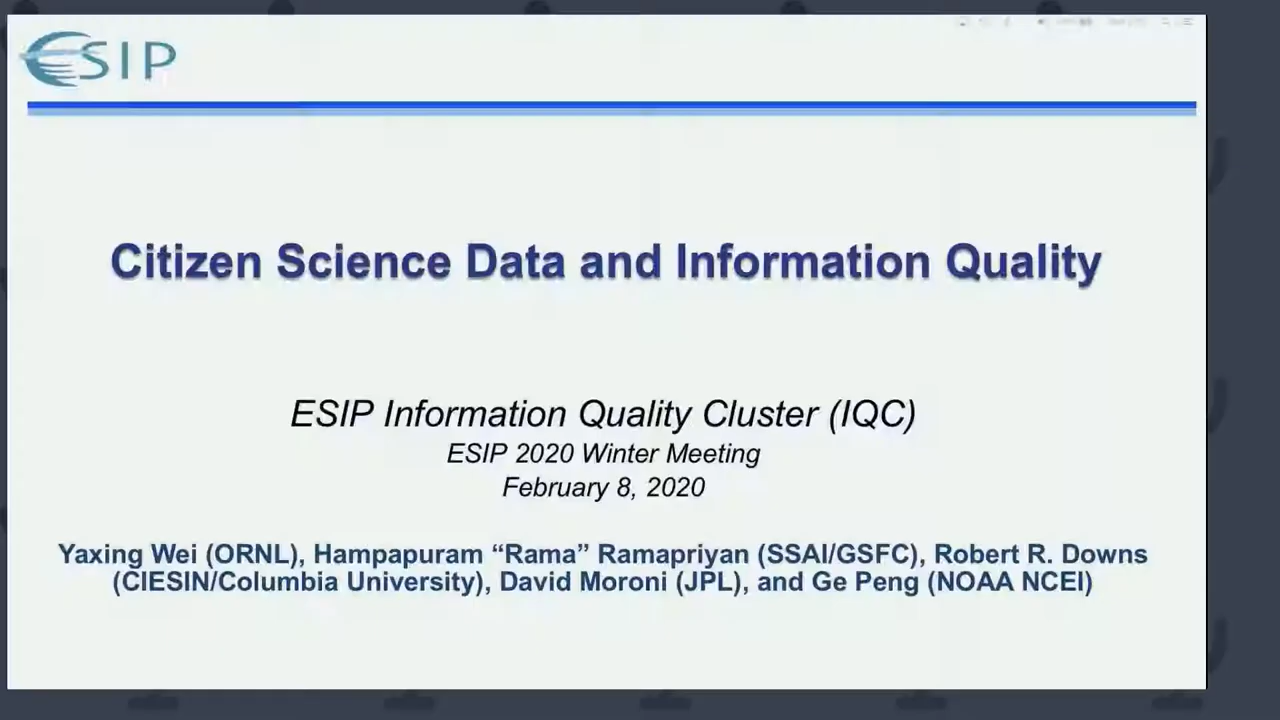 ESIP
Citizen Science Data and Information Quality
ESIP Information Quality Cluster (IQC)
ESIP 2020 Winter Meeting
February 8, 2020
Yaxing Wei (ORNL), Hampapuram “Rama” Ramapriyan (SSAI/GSFC), Robert R. Downs
(CIESIN/Columbia University), David Moroni (JPL), and Ge Peng (NOAA NCEI)